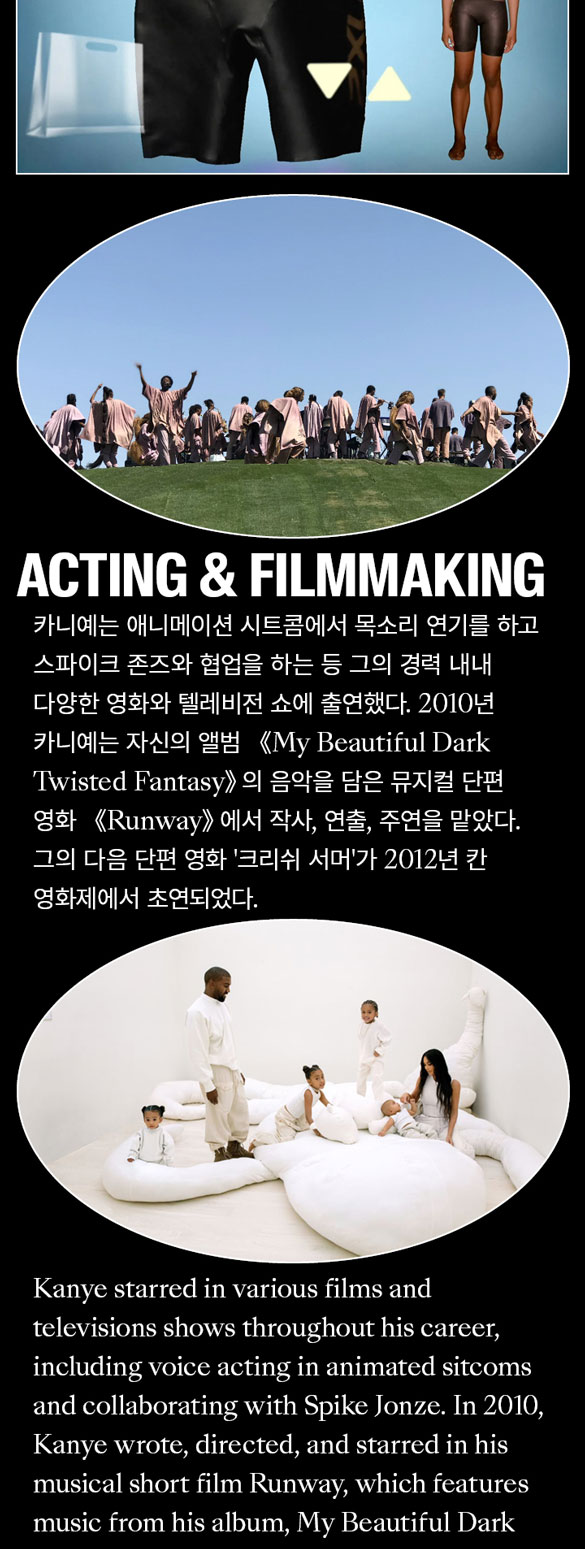 ACTING & FILMMAKING
카니예는 애니메이션 시트콤에서 목소리 연기를 하고
스파이크 존즈와 협업을 하는 등 그의 경력 내내
다양한 영화와 텔레비전 쇼에 출연했다. 2010년
카니예는 자신의 앨범 《My Beautiful Dark
Twisted Fantasy》의 음악을 담은 뮤지컬 단편
영화 《Runway》에서 작사, 연출, 주연을 맡았다.
그의 다음 단편 영화 '크리쉬 서머'가 2012년 칸
영화제에서 초연되었다.
Kanye starred in various films and
televisions shows throughout his career,
including voice acting in animated sitcoms
and collaborating with Spike Jonze. In 2010,
Kanye wrote, directed, and starred in his
musical short film Runway, which features
music from his album, My Beautiful Dark